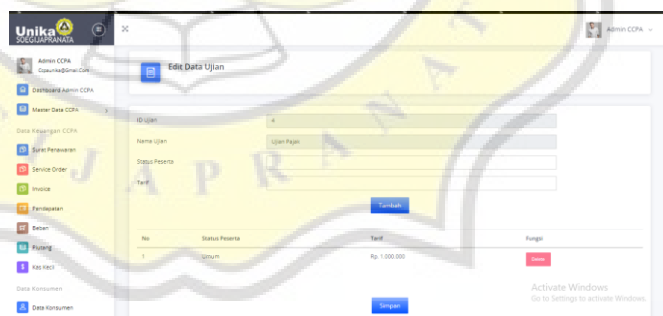 Unika
SOEGIJAPRANATA
Admin CCPA
Admin CCPA
Ccpaunika@Gmail.Com
Edit Data Ujian
Dashboard Admin CCPA
Master Data CCPA
ID Ujian
4
Data Keuangan CCPA
Nama Ujian
Ujian Pajak
Surat Penawaran
Status Peserta
Service Order
Tarif
Invoice
Tambah
Pendapatan
Beban
No Status Peserta Tarif Fungsi
Piutang
1 Umum Rp. 1.000.000
Kas Kecil
Data Konsumen
Activate Windows
Go to Settings to activate Windows.
Data Konsumen
Simpan
J A P R A N A T A